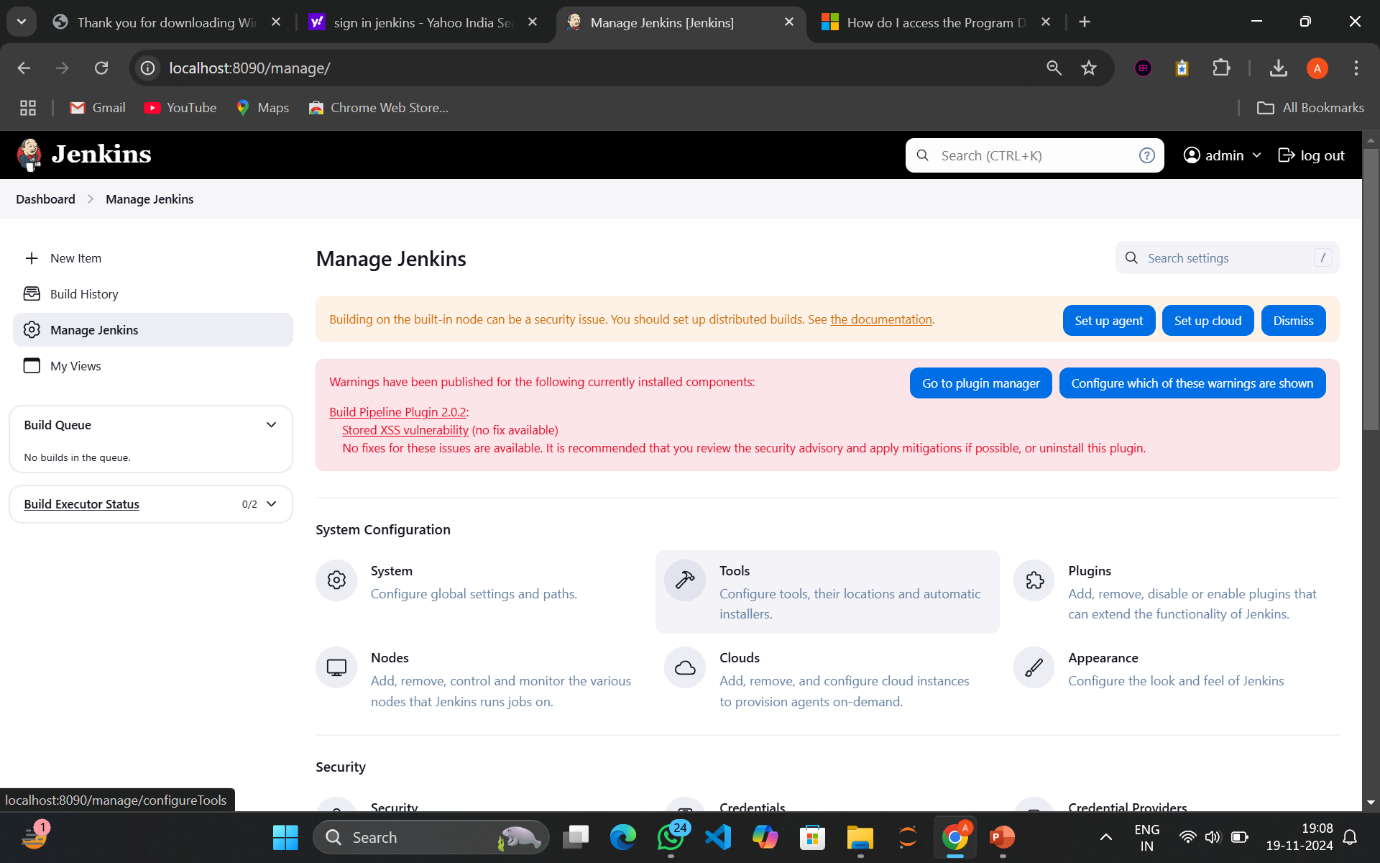 Thank you for downloading Wi
sign in jenkins - Yahoo India Se
Manage Jenkins [Jenkins]
How do I access the Program D
localhost:8090/manage/
A
Gmail
YouTube
Maps
Chrome Web Store...
All Bookmarks
Jenkins
Search (CTRL+K)
?
admin
log out
Dashboard
Manage Jenkins
New Item
Build History
Manage Jenkins
My Views
Build Queue
No builds in the queue.
Build Executor Status
0/2
Manage Jenkins
Search settings
/
Building on the built-in node can be a security issue. You should set up distributed builds. See the documentation.
Set up agent
Set up cloud
Dismiss
Warnings have been published for the following currently installed components:
Go to plugin manager
Configure which of these warnings are shown
Build Pipeline Plugin 2.0.2:
Stored XSS vulnerability (no fix available)
No fixes for these issues are available. It is recommended that you review the security advisory and apply mitigations if possible, or uninstall this plugin.
System Configuration
System
Configure global settings and paths.
Tools
Configure tools, their locations and automatic
installers.
Plugins
Add, remove, disable or enable plugins that
can extend the functionality of Jenkins.
Nodes
Add, remove, control and monitor the various
nodes that Jenkins runs jobs on.
Clouds
Add, remove, and configure cloud instances
to provision agents on-demand.
Appearance
Configure the look and feel of Jenkins
Security
Security
Credentials
Credential Providers
localhost:8090/manage/configureTools
1
Search
24
A
P
ENG
IN
19:08
19-11-2024